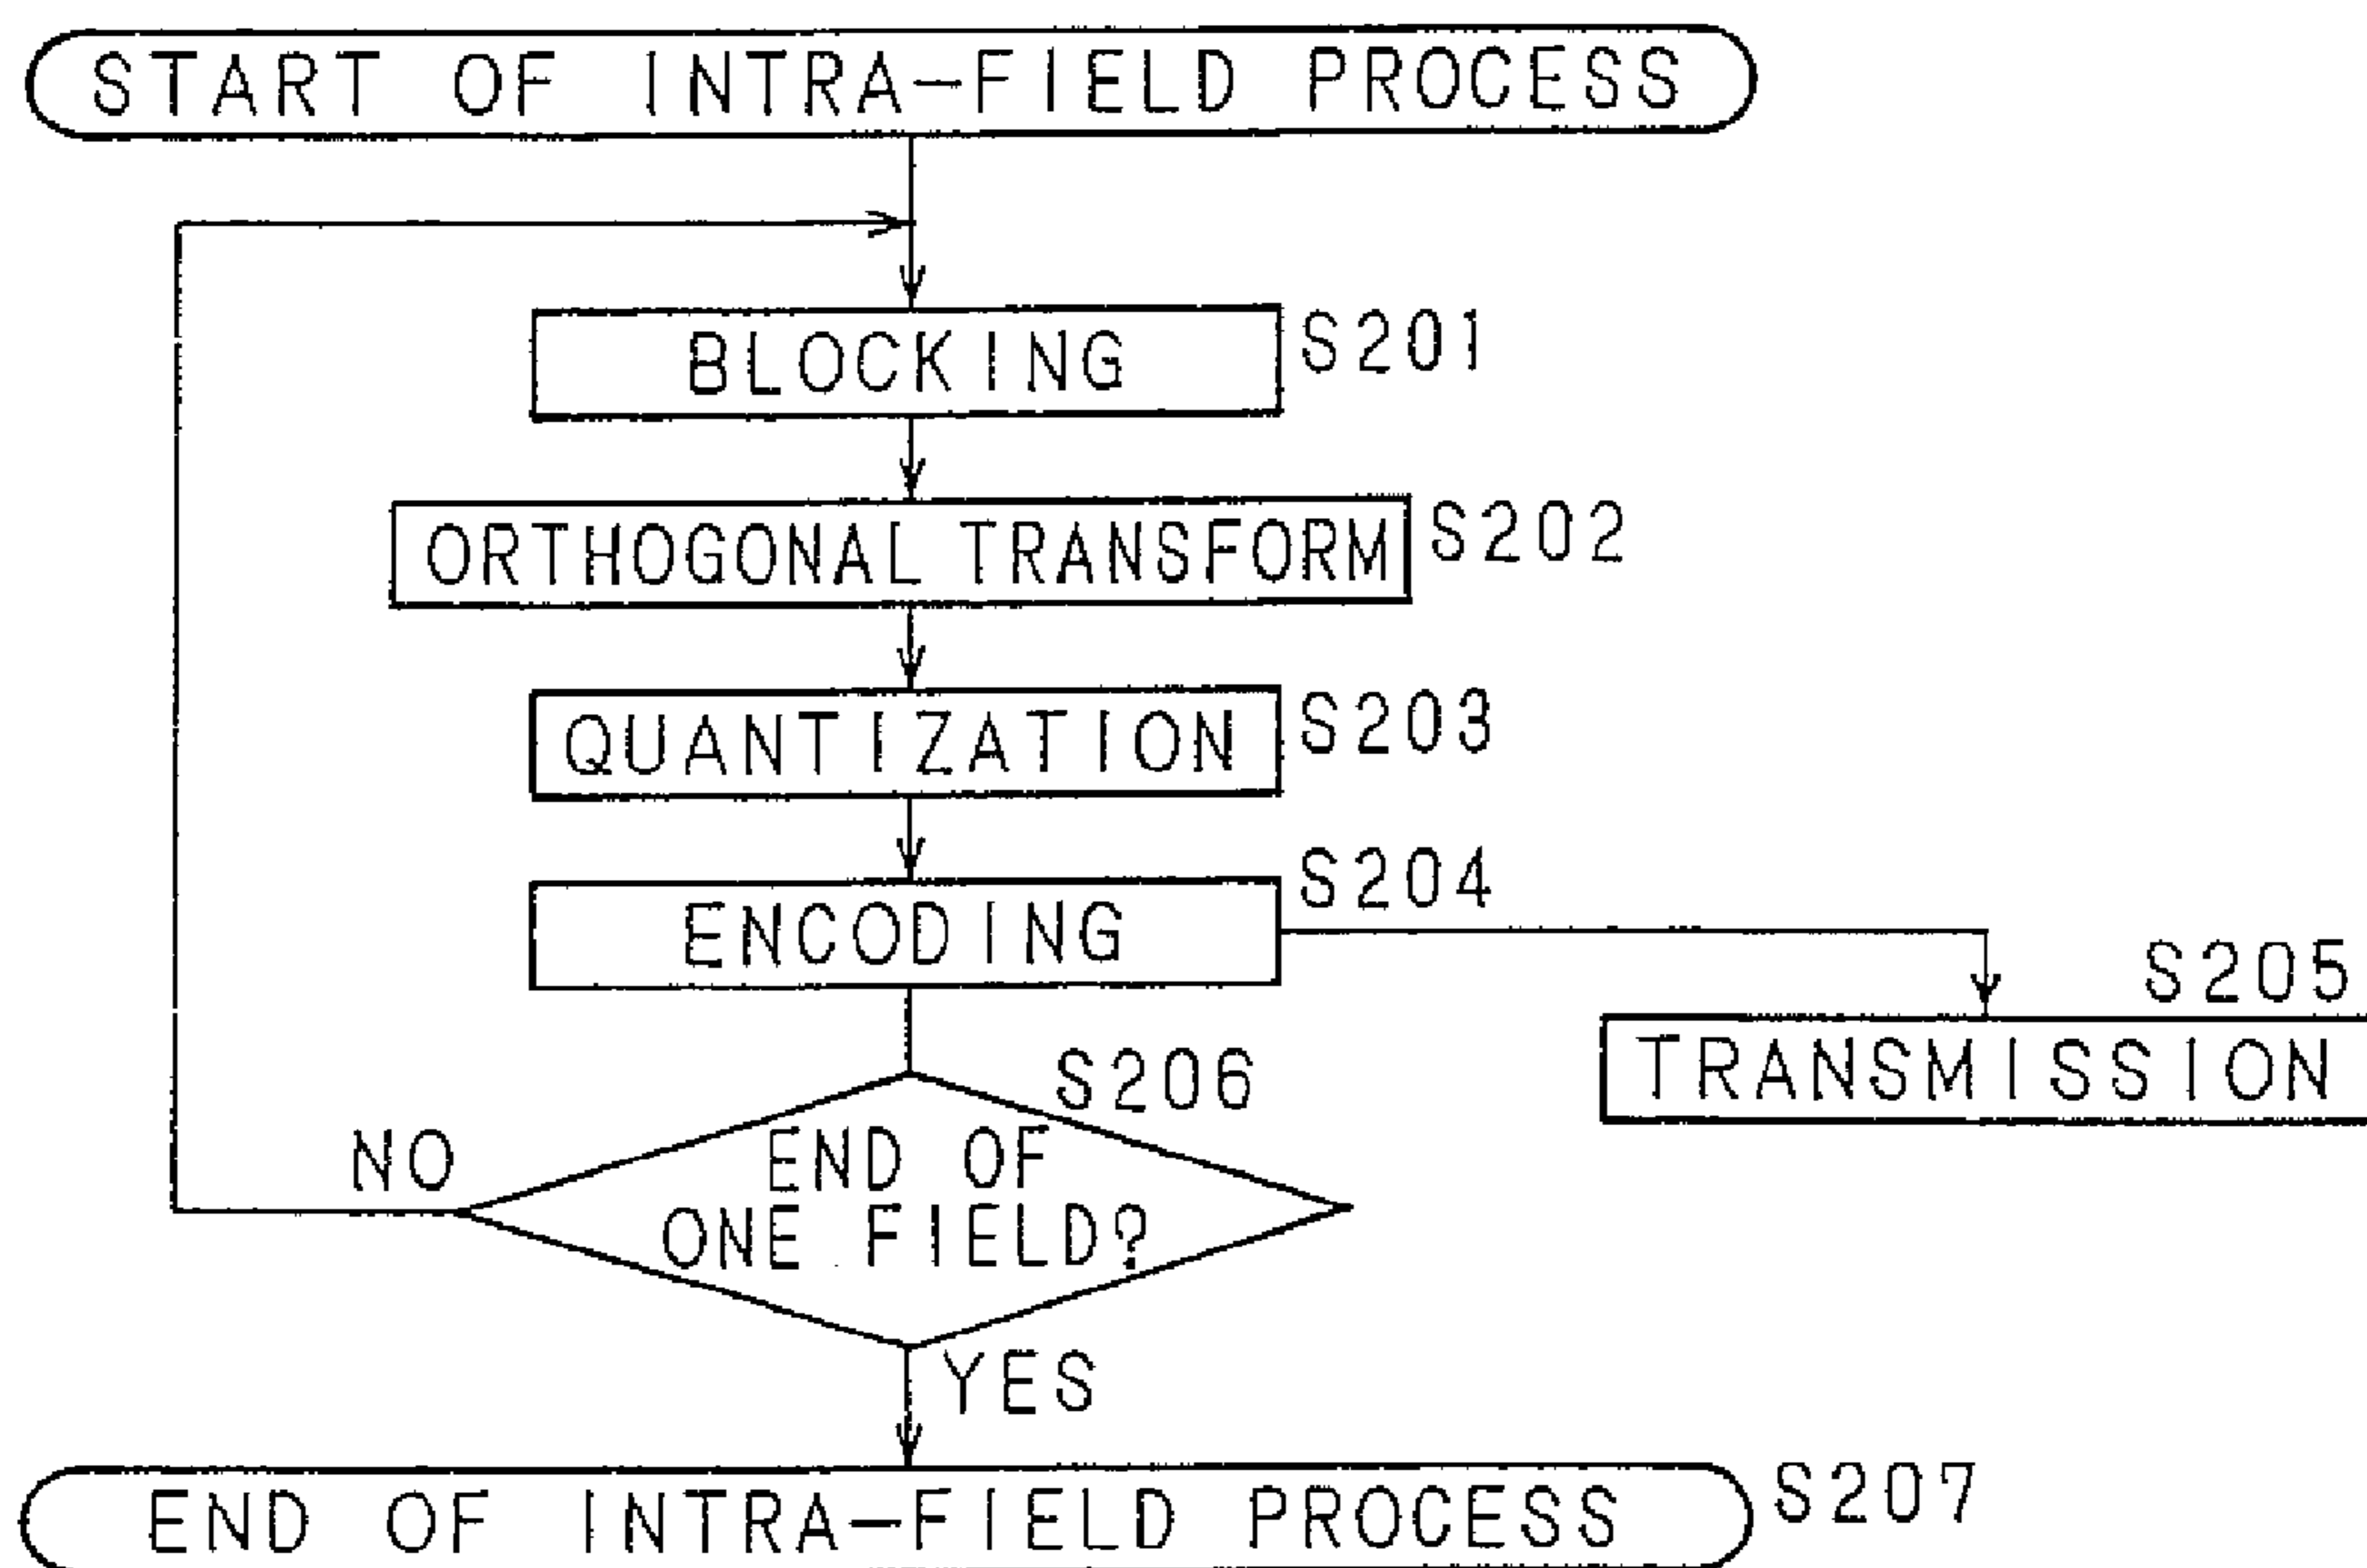 START OF INTRA-FIELD PROCESS
BLOCKING
S201
ORTHOGONAL TRANSFORM
S202
QUANTIZATION
S203
ENCODING
S204
TRANSMISSION
S205
S206
END OF
ONE FIELD?
NO
YES
END OF INTRA-FIELD PROCESS
S207